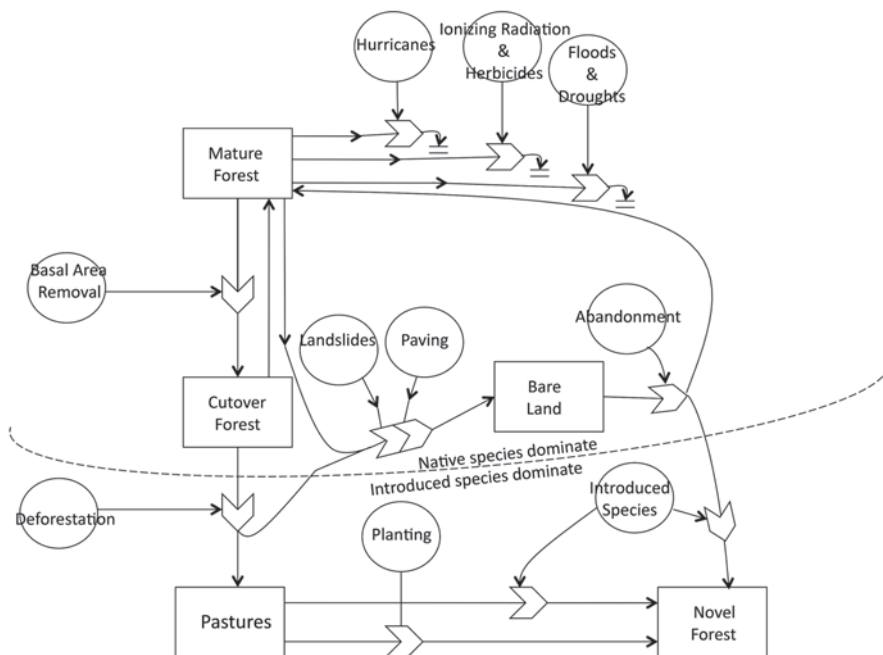 Hurricanes
Ionizing Radiation
&
Herbicides
Floods
&
Droughts
Mature
Forest
Basal Area
Removal
Landslides
Paving
Abandonment
Bare
Land
Cutover
Forest
Native species dominate
Introduced species dominate
Deforestation
Planting
Introduced
Species
Pastures
Novel
Forest